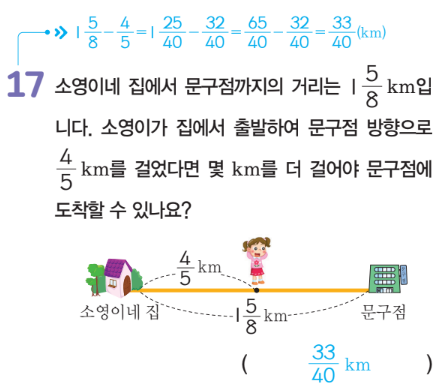 » 1 5/8 - 4/5 = 1 25/40 - 32/40 = 65/40 - 32/40 = 33/40 (km)
17 소영이네 집에서 문구점까지의 거리는 1 5/8 km입
니다. 소영이가 집에서 출발하여 문구점 방향으로
4/5 km를 걸었다면 몇 km를 더 걸어야 문구점에
도착할 수 있나요?
4/5 km
소영이네 집
1 5/8 km
문구점
( 33/40 km )